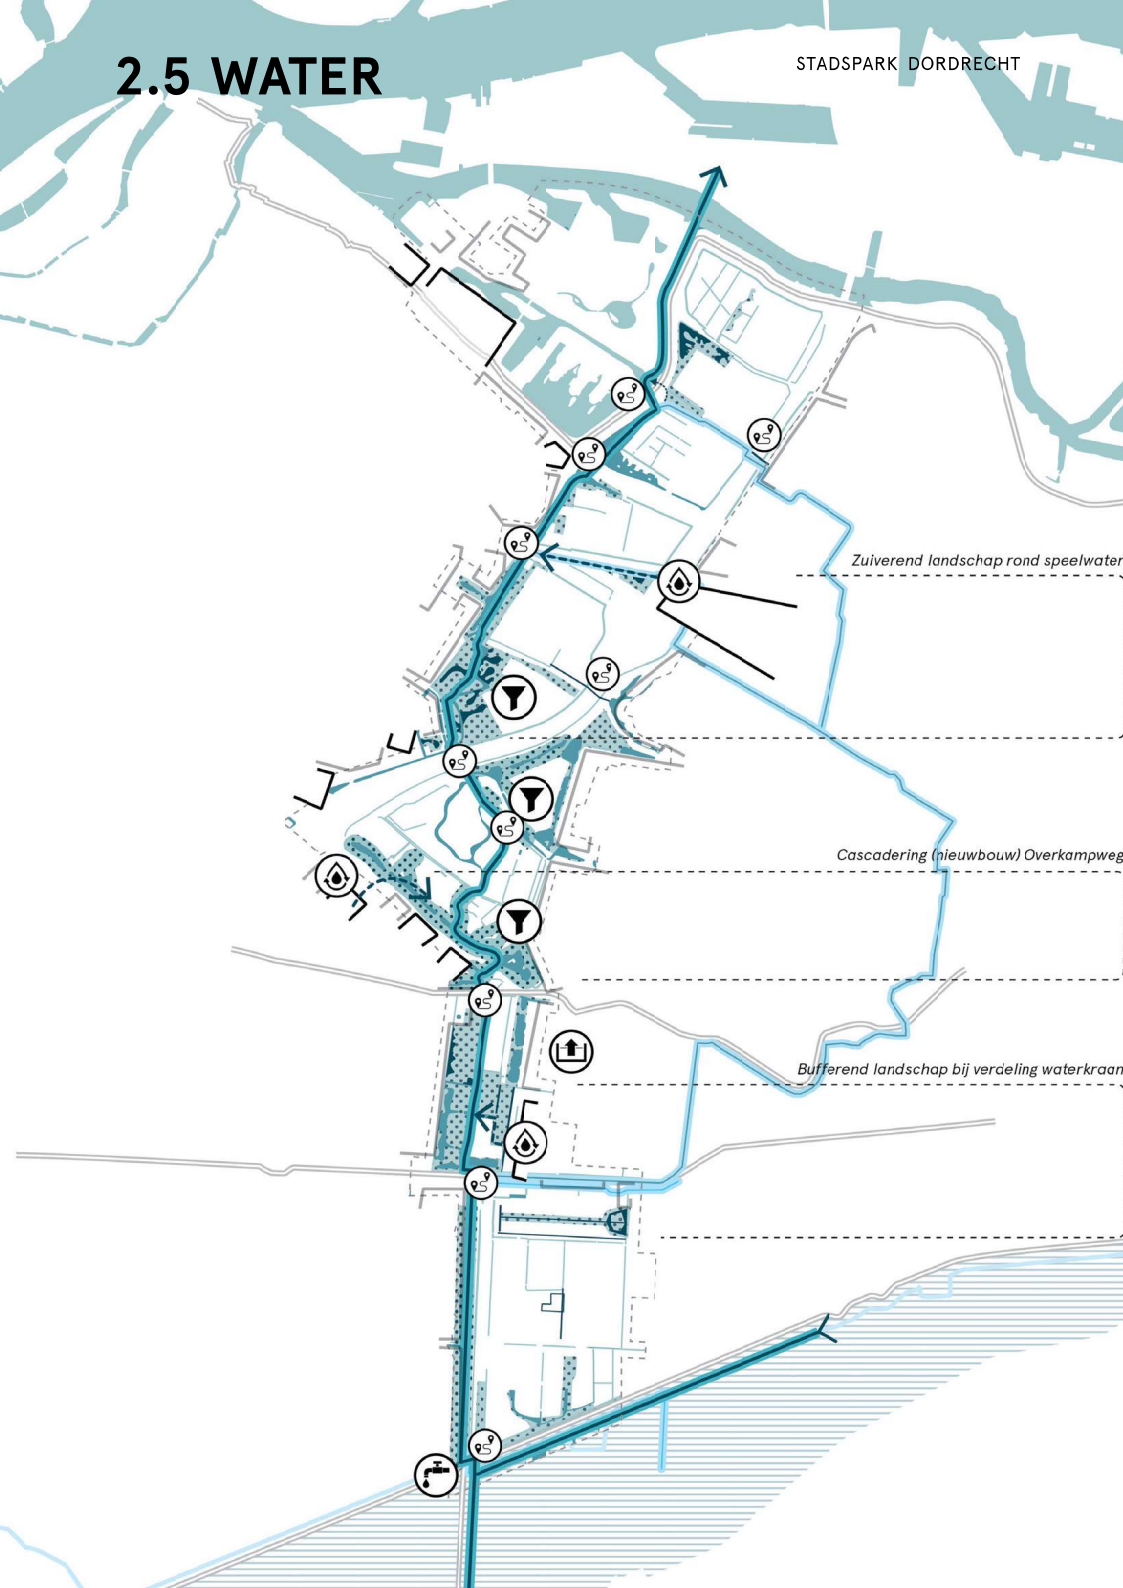 2.5 WATER
STADSPARK DORDRECHT
Zuiverend landschap rond speelwater
Cascadering (nieuwbouw) Overkampweg
Bufferend landschap bij verdeling waterkraan